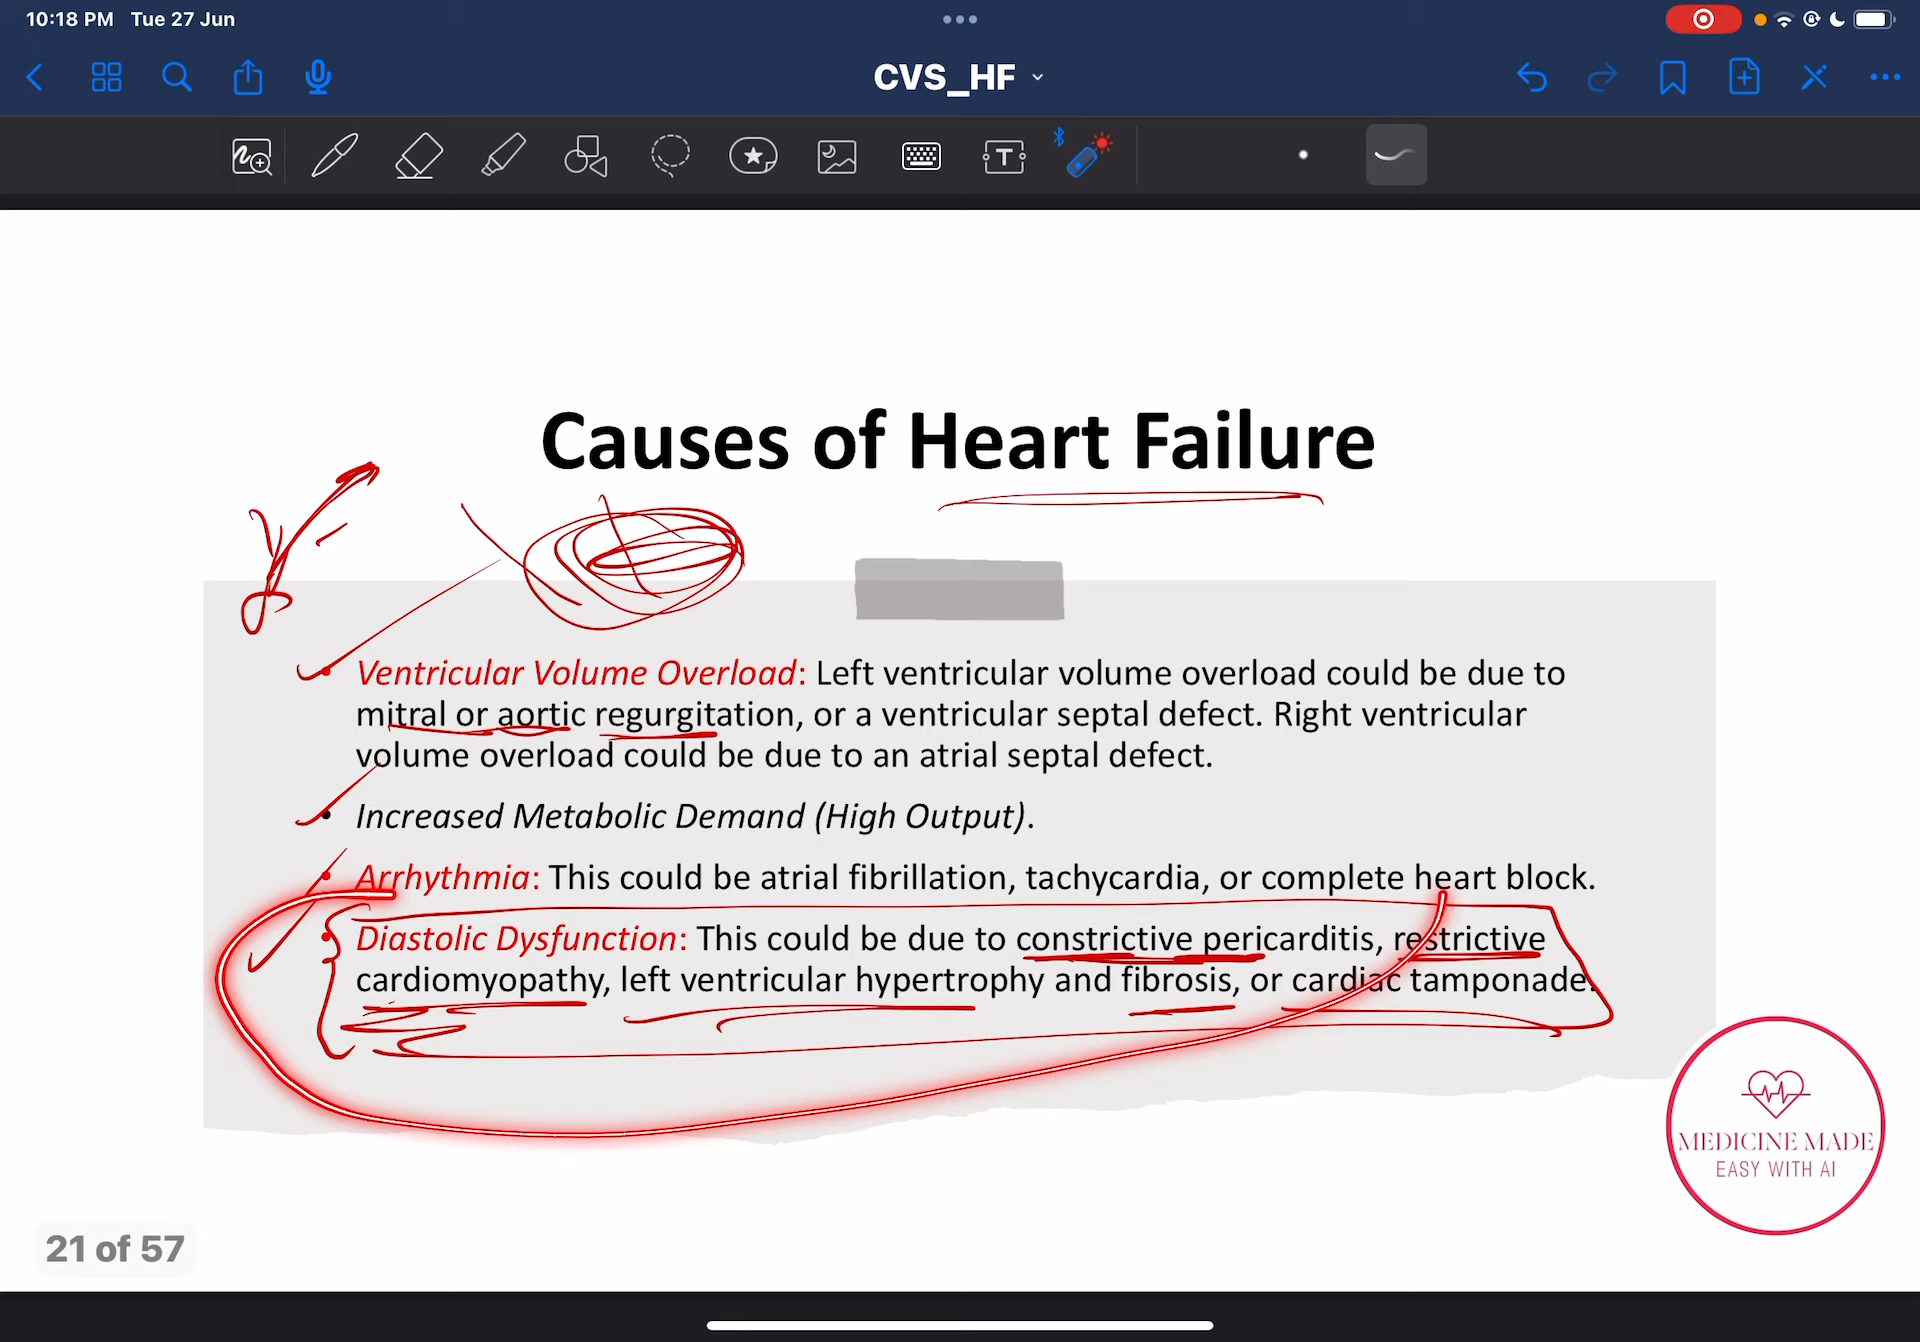 10:18 PM Tue 27 Jun
CVS_HF
Causes of Heart Failure
• Ventricular Volume Overload: Left ventricular volume overload could be due to
mitral or aortic regurgitation, or a ventricular septal defect. Right ventricular
volume overload could be due to an atrial septal defect.
• Increased Metabolic Demand (High Output).
• Arrhythmia: This could be atrial fibrillation, tachycardia, or complete heart block.
• Diastolic Dysfunction: This could be due to constrictive pericarditis, restrictive
cardiomyopathy, left ventricular hypertrophy and fibrosis, or cardiac tamponade.
MEDICINE MADE
EASY WITH AI
21 of 57